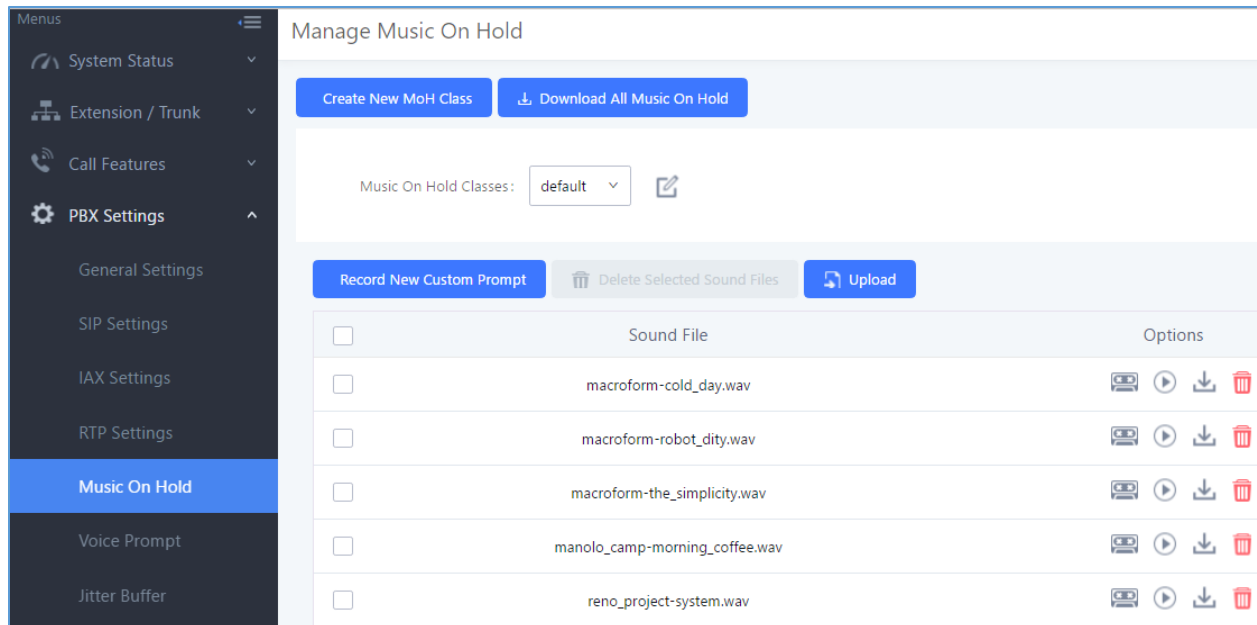 Menus
System Status
Extension / Trunk
Call Features
PBX Settings
General Settings
SIP Settings
IAX Settings
RTP Settings
Music On Hold
Voice Prompt
Jitter Buffer
Manage Music On Hold
Create New MoH Class Download All Music On Hold
Music On Hold Classes: default
Record New Custom Prompt Delete Selected Sound Files Upload
Sound File Options
macroform-cold_day.wav
macroform-robot_dity.wav
macroform-the_simplicity.wav
manolo_camp-morning_coffee.wav
reno_project-system.wav